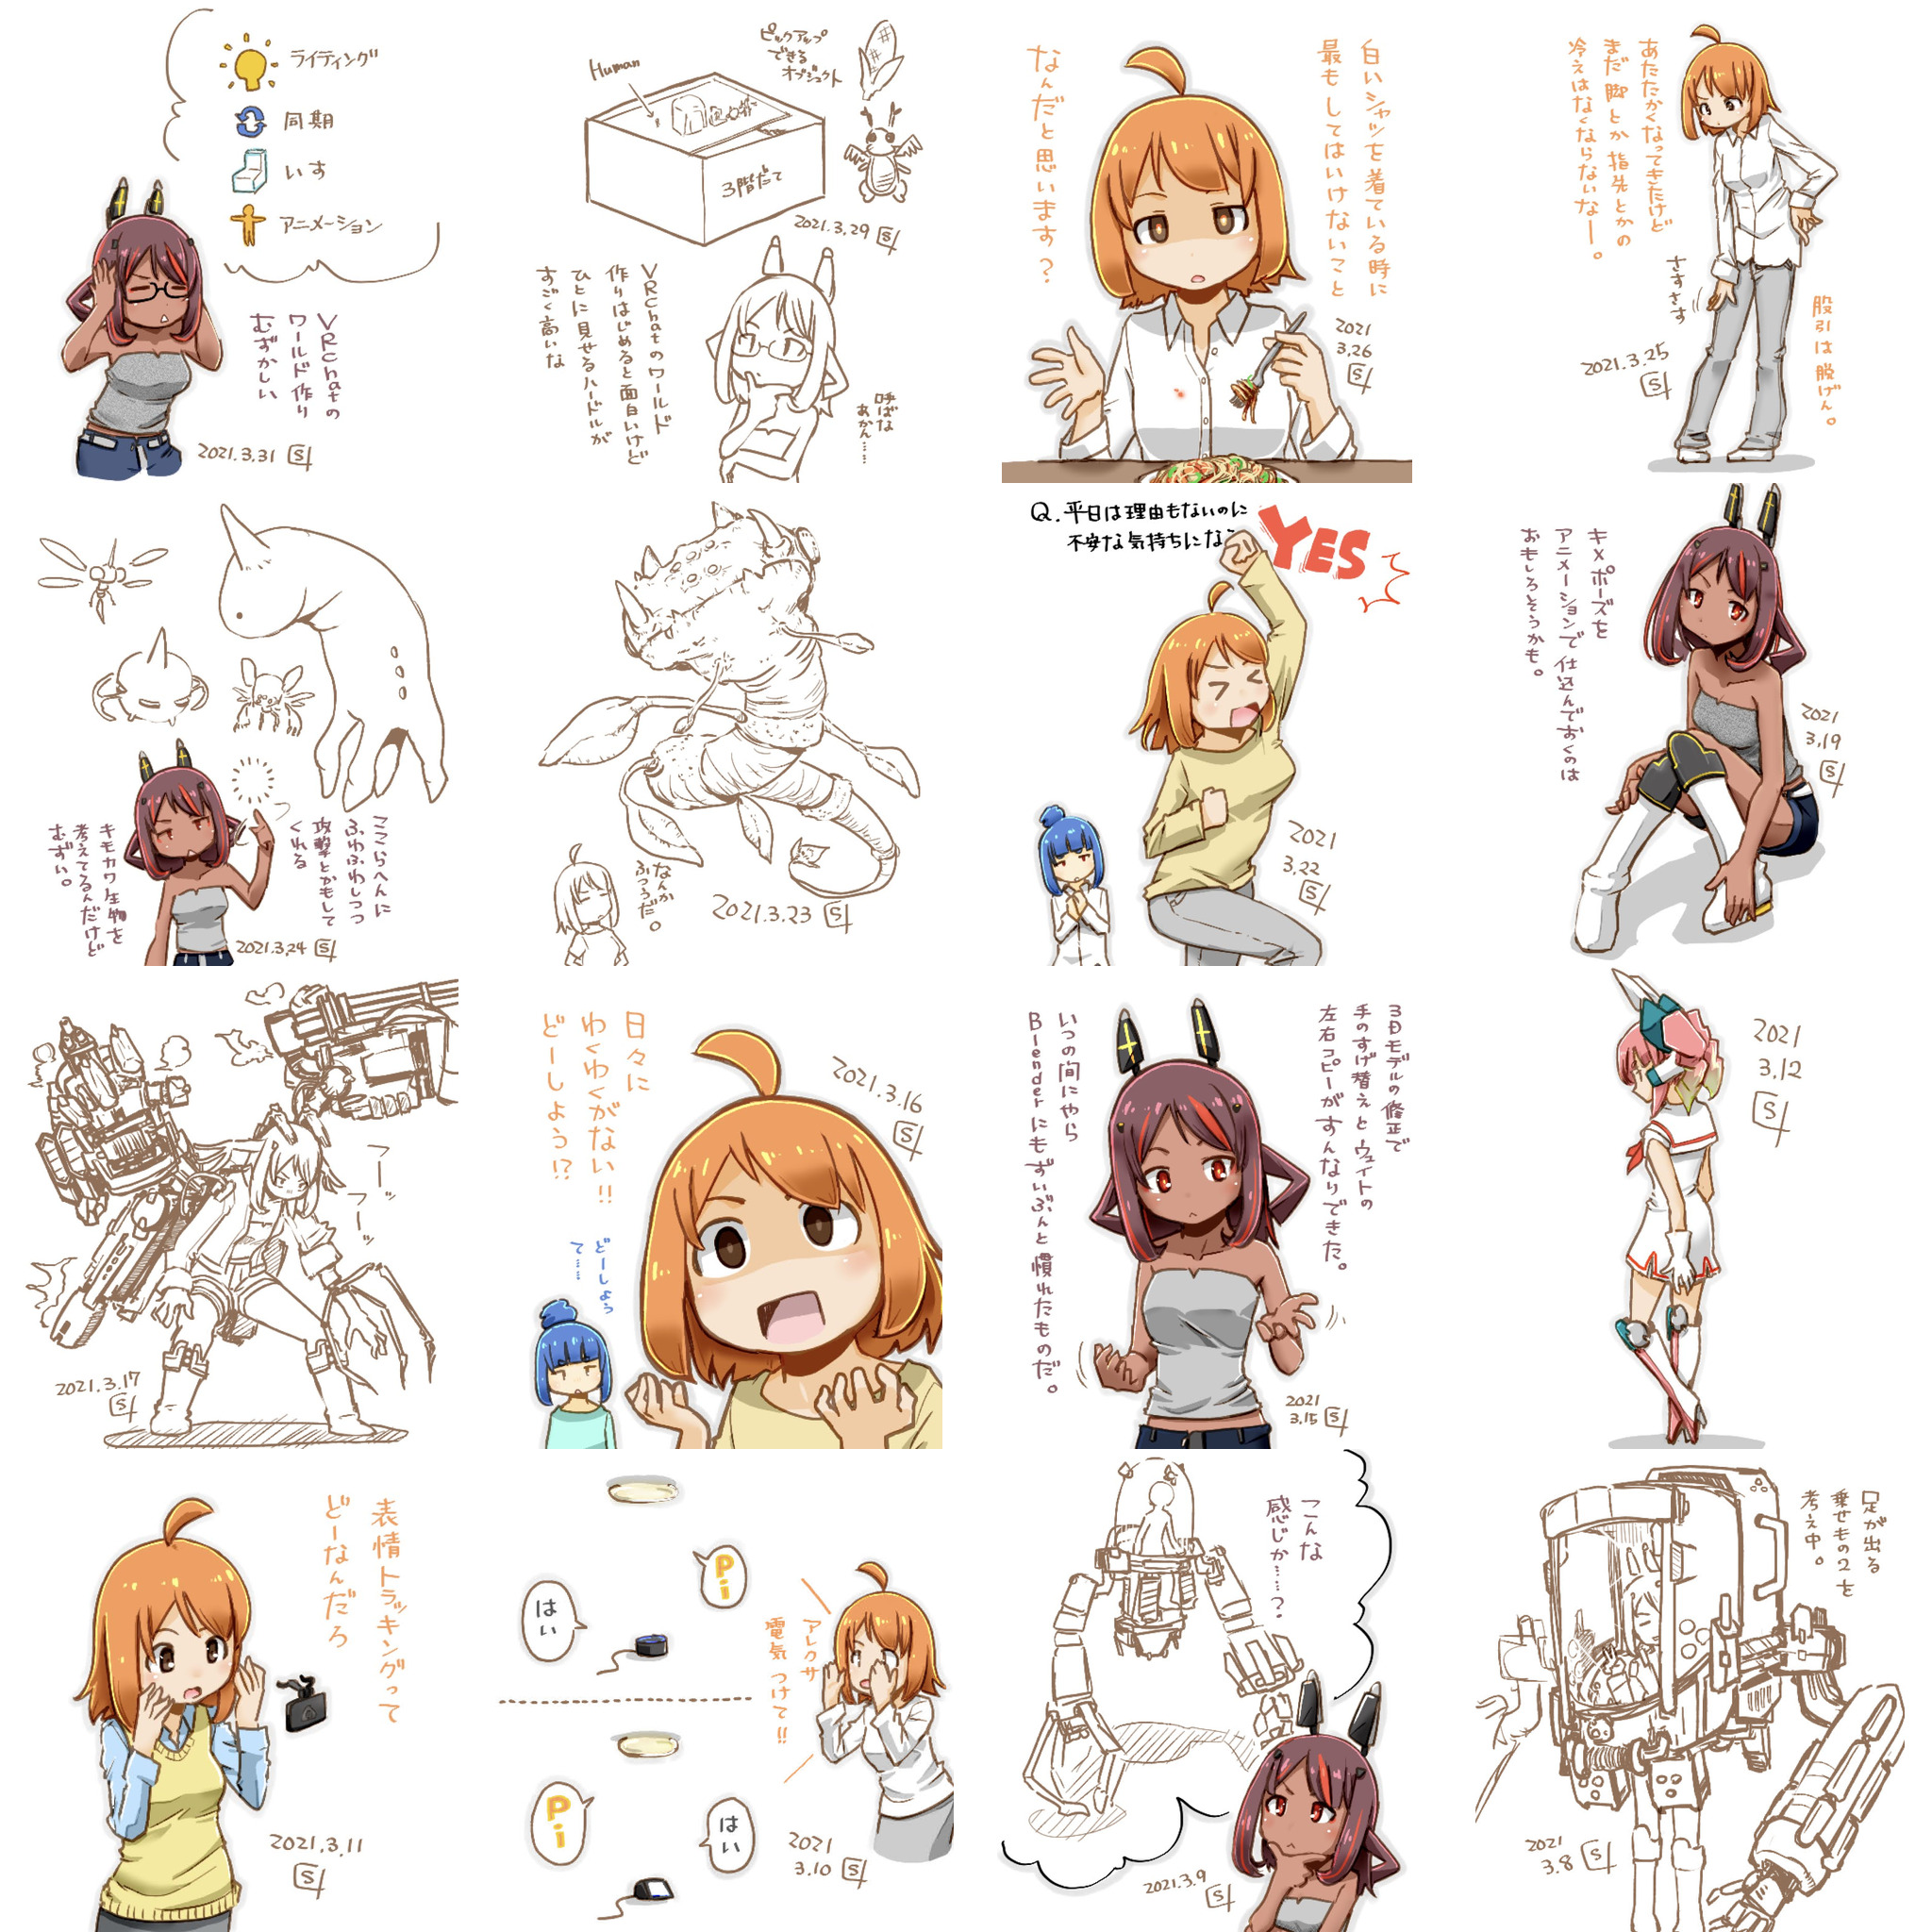 ライティング
同期
いす
アニメーション
VRChatの
ワールド作り
むずかしい
2021.3.31
ピックアップ
できる
オブジェクト
Human
3階だて
2021.3.29
VRChatのワールド
作りはじめると面白いけど
ひとに見せるハードルが
すごく高いな
呼ばな
あかん……
白いシャツを着ている時に
最もしてはいけないこと
なんだと思います?
2021
3.26
あたたかくなってきたけど
まだ脚とか指先とかの
冷えはなくならないなー。
さすさす
股引は脱げん。
2021.3.25
ここらへんに
ふわふわしつつ
攻撃とかもして
くれる
キモカワ生物を
考えてるんだけど
むずい。
2021.3.24
なんか
ふつうだ。
2021.3.23
Q.平日は理由もないのに
不安な気持ちにな
YES
2021
3.22
キメポーズを
アニメーションで仕込んでおくのは
おもしろそうかも。
2021
3.19
フーッ
フーッ
2021.3.17
日々に
わくわくがない!!
どーしよう!?
どーしよう
て……
2021.3.16
3Dモデルの修正で
手のすげ替えとウェイトの
左右コピーがすんなりできた。
いつの間にやら
Blenderにもずいぶんと慣れたものだ。
2021
3.15
2021
3.12
表情トラッキングって
どーなんだろ
2021.3.11
Pi
はい
アレクサ
電気つけて!!
Pi
はい
2021
3.10
こんな
感じか……?
2021.3.9
足が出る
乗せもの2を
考え中。
2021
3.8